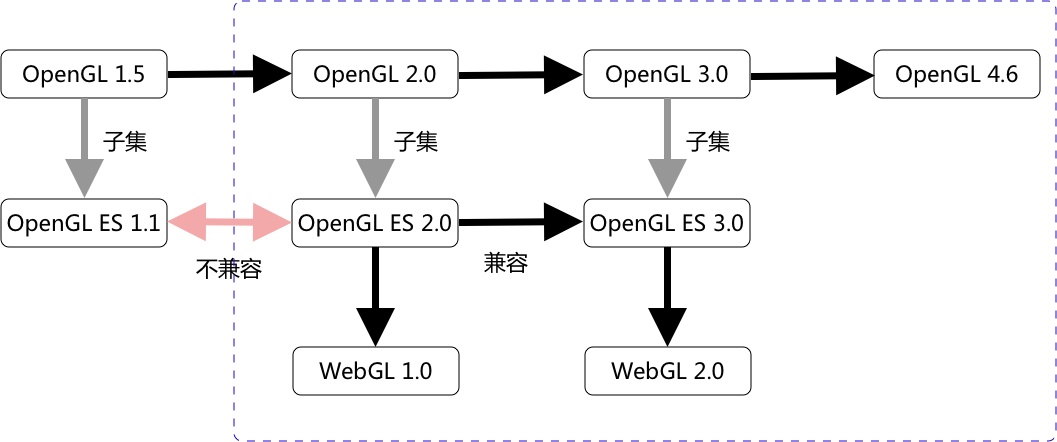 OpenGL 1.5
OpenGL 2.0
OpenGL 3.0
OpenGL 4.6
子集
子集
子集
OpenGL ES 1.1
OpenGL ES 2.0
OpenGL ES 3.0
不兼容
兼容
WebGL 1.0
WebGL 2.0